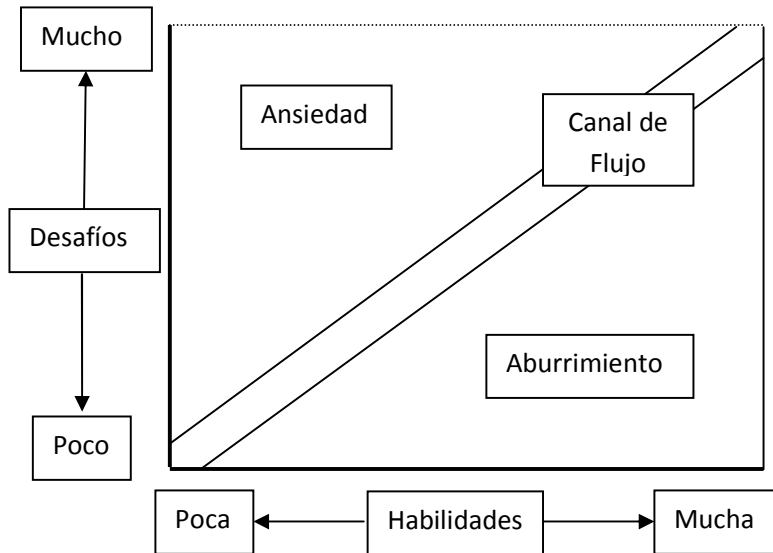 Mucho
Ansiedad
Canal de
Flujo
Desafíos
Aburrimiento
Poco
Poca
Habilidades
Mucha